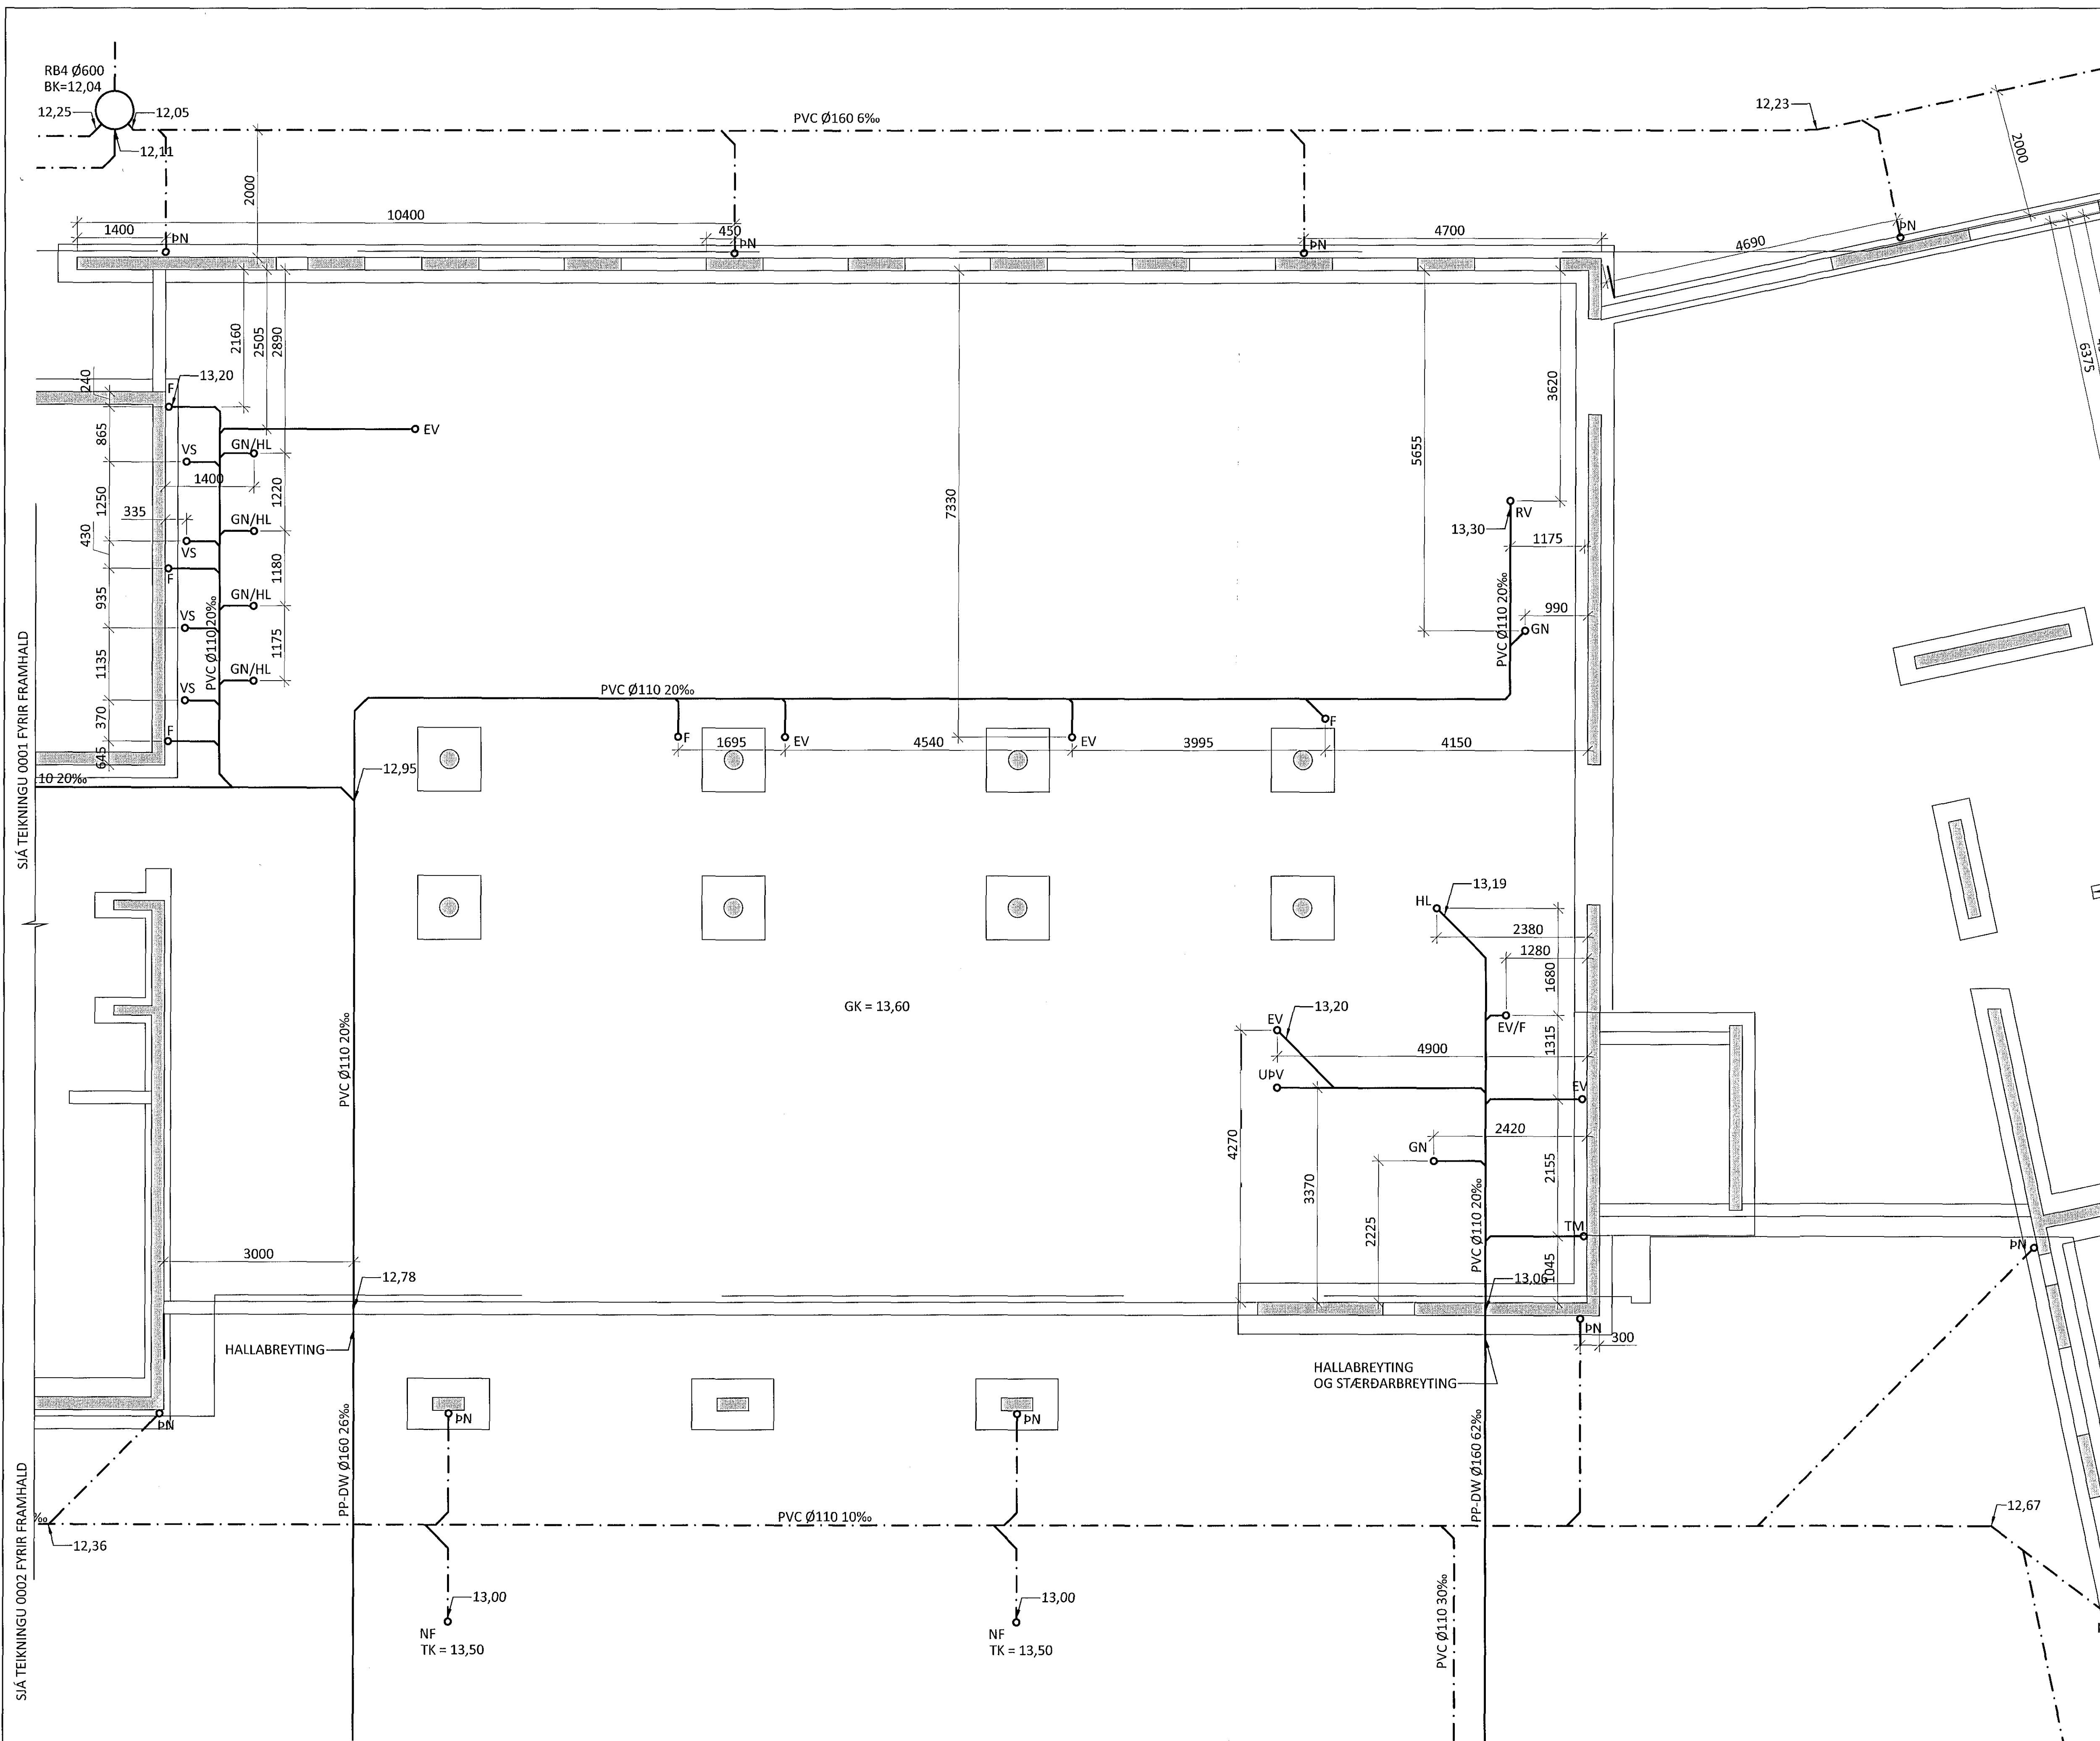 RB4 Ø600
BK=12,04
12,25
12,05
12,11
PVC Ø160 6‰
12,23
2000
2000
10400
1400
450
4700
4690
ÞN
ÞN
ÞN
ÞN
6375
2160
2505
2890
240
F
13,20
865
EV
VS
GN/HL
1400
1250
1220
335
GN/HL
430
VS
F
1180
935
GN/HL
VS
PVC Ø110 20‰
1135
1175
GN/HL
VS
370
F
645
10 20‰
7330
5655
3620
RV
13,30
1175
PVC Ø110 20‰
990
GN
PVC Ø110 20‰
F
1695
EV
4540
EV
3995
F
4150
12,95
SJÁ TEIKNINGU 0001 FYRIR FRAMHALD
HL
13,19
2380
1280
1680
GK = 13,60
EV
13,20
EV/F
1315
4900
UÞV
EV
PVC Ø110 20‰
4270
2420
GN
2155
3370
2225
PVC Ø110 20‰
TM
3000
12,78
13,06
1045
ÞN
HALLABREYTING
ÞN
300
HALLABREYTING
OG STÆRÐARBREYTING
ÞN
ÞN
ÞN
PP-DW Ø160 26‰
PP-DW Ø160 62‰
SJÁ TEIKNINGU 0002 FYRIR FRAMHALD
‰
12,36
PVC Ø110 10‰
12,67
13,00
13,00
NF
TK = 13,50
NF
TK = 13,50
PVC Ø110 30‰